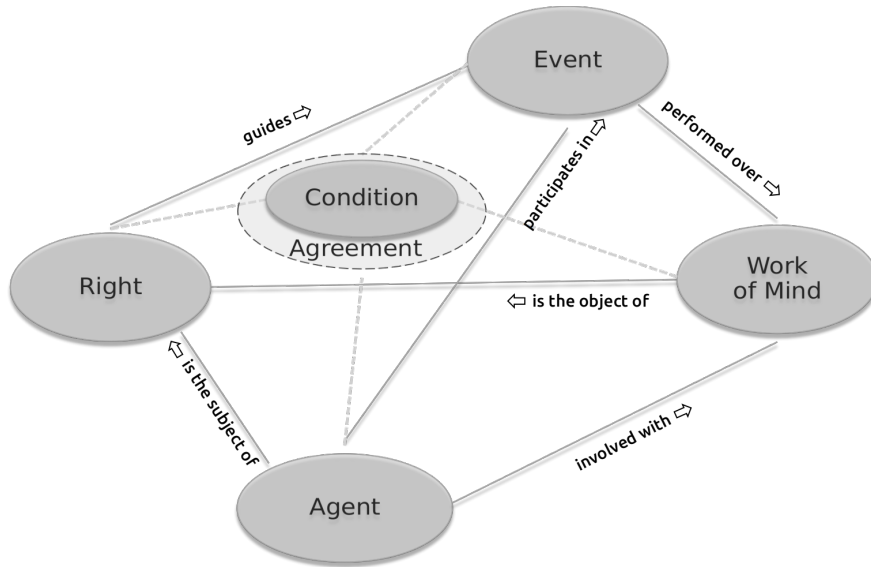 Event
guides ⇨
performed over ⇨
participates in ⇨
Condition
Agreement
Right
Work
of Mind
⇦ is the object of
⇦ is the subject of
involved with ⇨
Agent